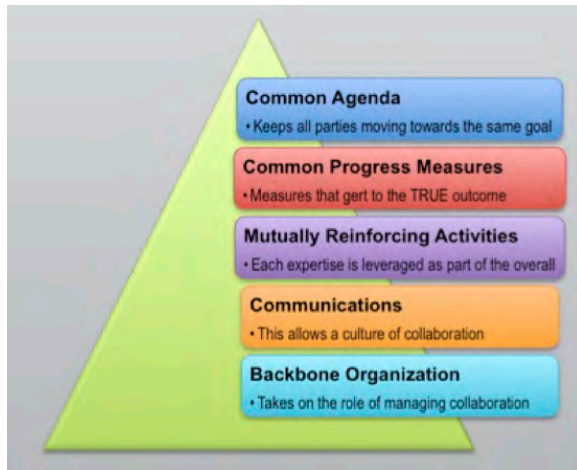 Common Agenda
• Keeps all parties moving towards the same goal
Common Progress Measures
• Measures that gert to the TRUE outcome
Mutually Reinforcing Activities
• Each expertise is leveraged as part of the overall
Communications
• This allows a culture of collaboration
Backbone Organization
• Takes on the role of managing collaboration